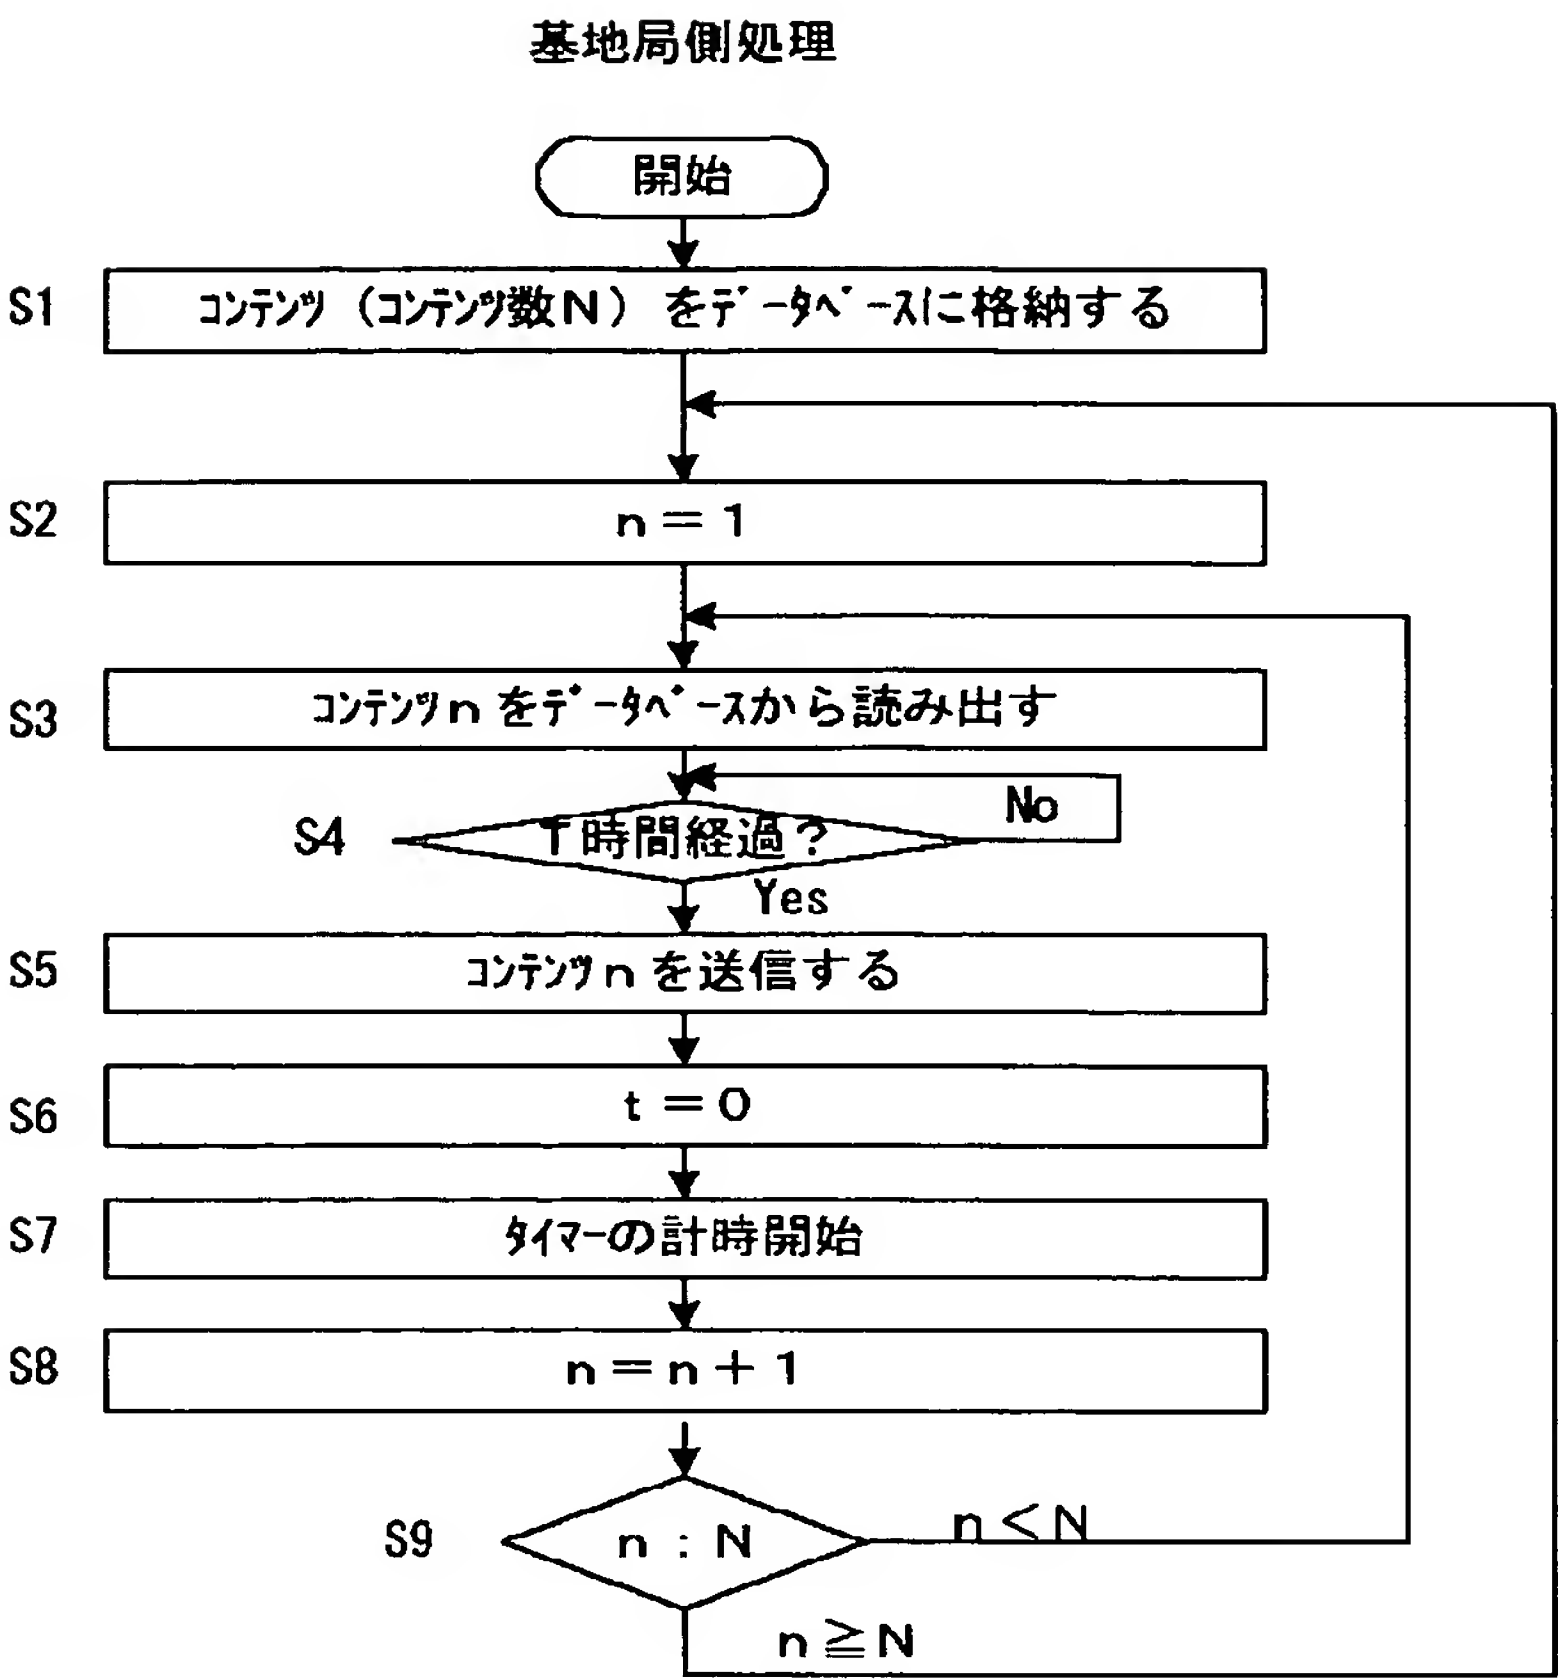 基地局側処理
開始
S1 コンテンツ（コンテンツ数N）をデータベースに格納する
S2 n＝1
S3 コンテンツnをデータベースから読み出す
No
S4 T時間経過？
Yes
S5 コンテンツnを送信する
S6 t＝0
S7 タイマーの計時開始
S8 n＝n＋1
S9 n：N n＜N
n≧N